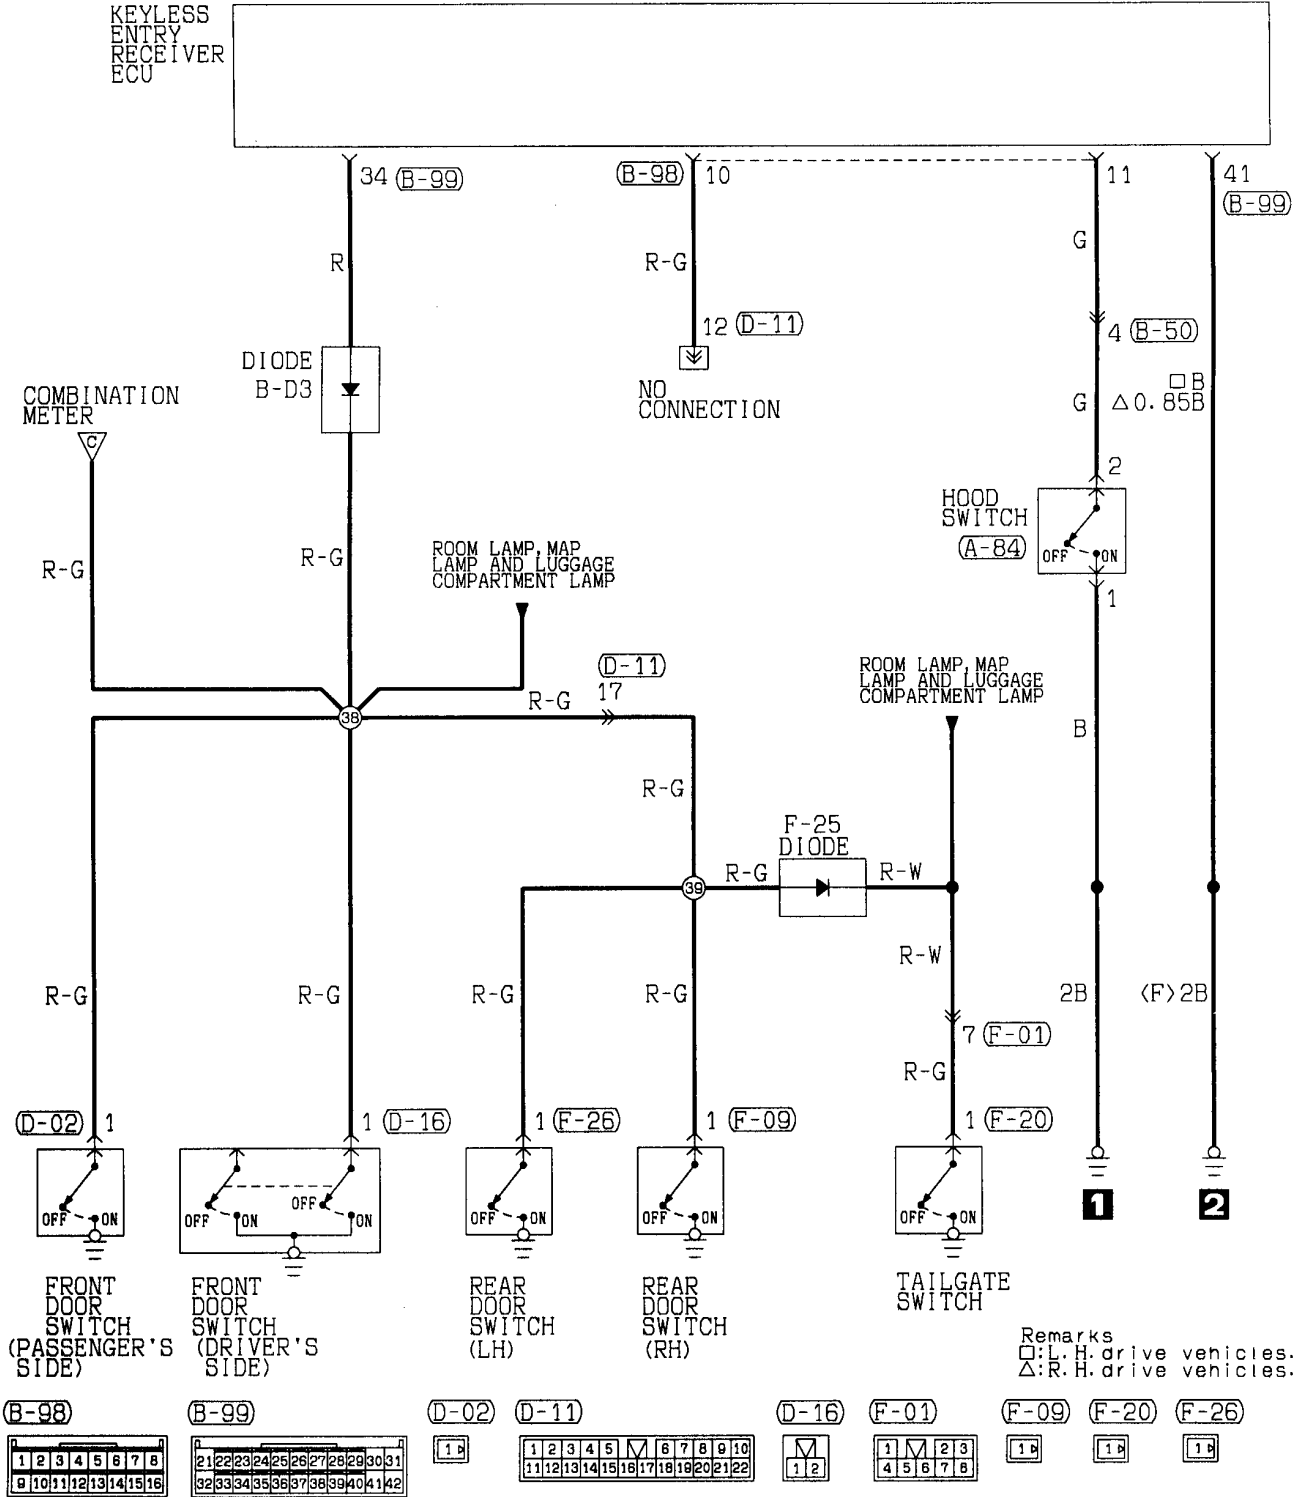 KEYLESS
ENTRY
RECEIVER
ECU
34 (B-99)
(B-98) 10
11
41
(B-99)
R
R-G
G
12 (D-11)
4 (B-50)
DIODE
B-D3
NO
CONNECTION
□B
G △0.85B
COMBINATION
METER
C
2
HOOD
SWITCH
(A-84)
OFF ON
1
R-G
R-G
ROOM LAMP, MAP
LAMP AND LUGGAGE
COMPARTMENT LAMP
(D-11)
17
R-G
38
ROOM LAMP, MAP
LAMP AND LUGGAGE
COMPARTMENT LAMP
B
R-G
F-25
DIODE
39
R-G
R-W
R-W
R-G
R-G
R-G
R-G
2B
<F>2B
7 (F-01)
R-G
(D-02) 1
1 (D-16)
1 (F-26)
1 (F-09)
1 (F-20)
OFF ON
OFF ON
OFF ON
OFF ON
OFF ON
OFF ON
1
2
FRONT
DOOR
SWITCH
(PASSENGER'S
SIDE)
FRONT
DOOR
SWITCH
(DRIVER'S
SIDE)
REAR
DOOR
SWITCH
(LH)
REAR
DOOR
SWITCH
(RH)
TAILGATE
SWITCH
Remarks
□:L.H.drive vehicles.
△:R.H.drive vehicles.
(B-98)
1 2 3 4 5 6 7 8
9 10 11 12 13 14 15 16
(B-99)
21 22 23 24 25 26 27 28 29 30 31
32 33 34 35 36 37 38 39 40 41 42
(D-02)
1
(D-11)
1 2 3 4 5 6 7 8 9 10
11 12 13 14 15 16 17 18 19 20 21 22
(D-16)
1 2
(F-01)
1 2 3
4 5 6 7 8
(F-09)
1
(F-20)
1
(F-26)
1